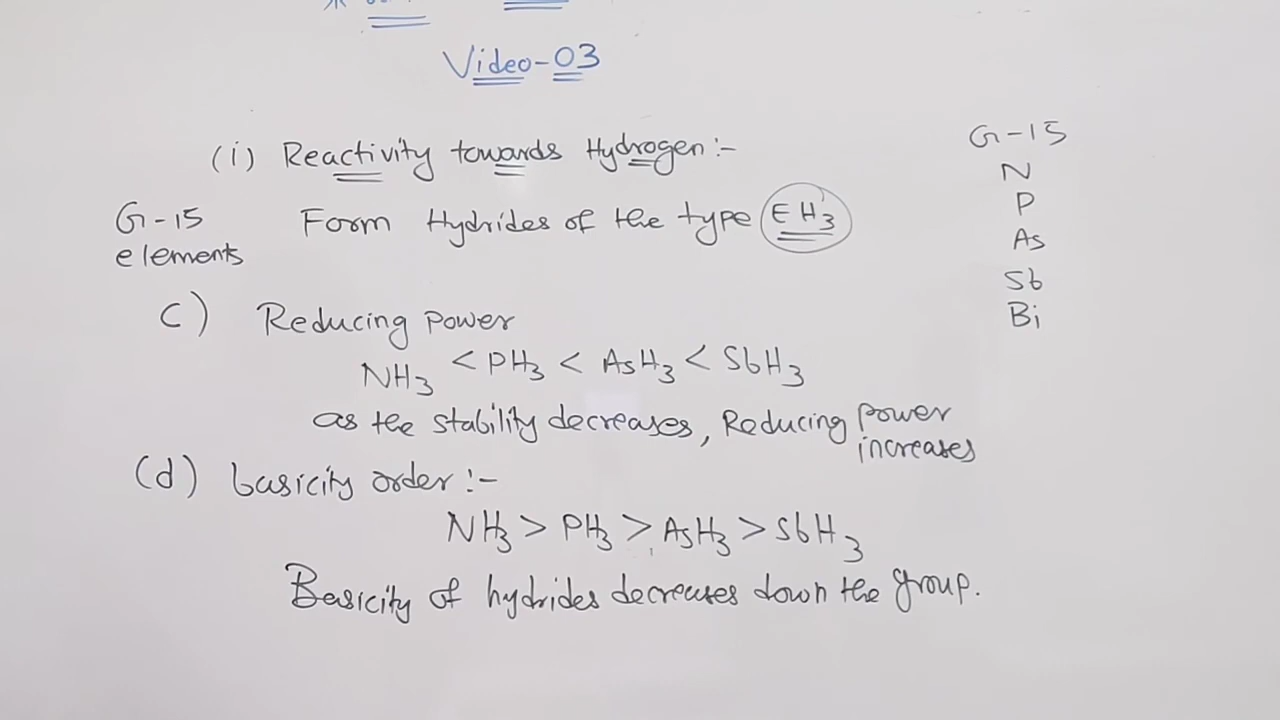 Video-03
(i) Reactivity towards Hydrogen:-
G-15
N
P
As
Sb
Bi
G-15 elements
Form Hydrides of the type EH3
c) Reducing power
NH3 < PH3 < AsH3 < SbH3
as the stability decreases, Reducing power increases
(d) basicity order :-
NH3 > PH3 > AsH3 > SbH3
Basicity of hydrides decreases down the group.